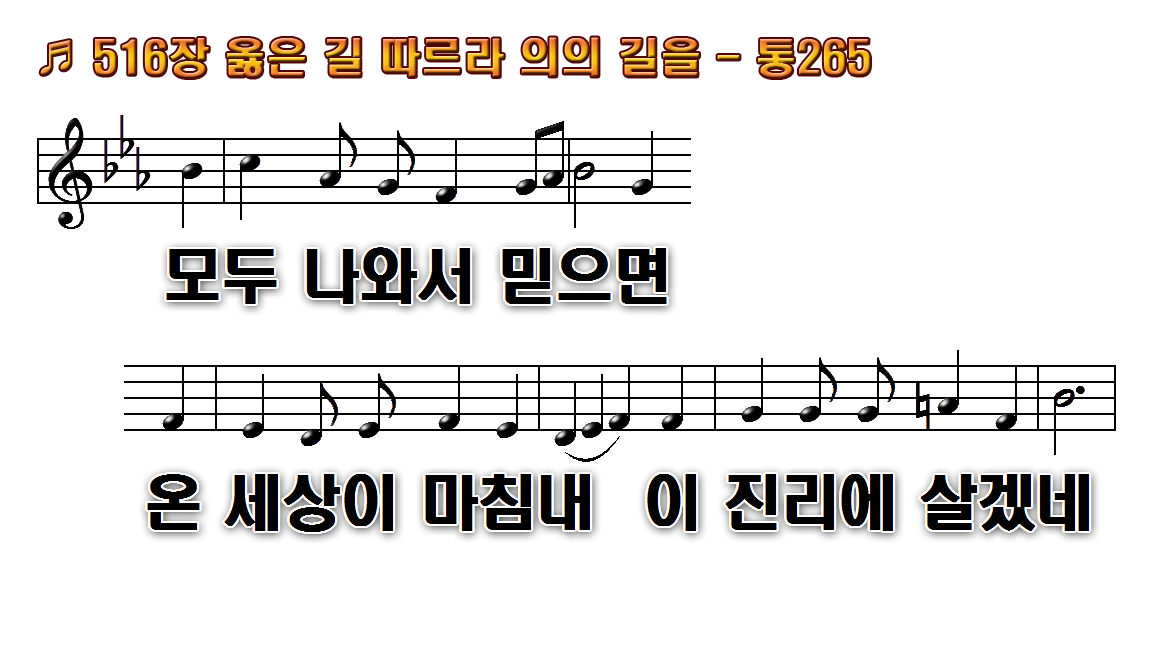 ♬ 516장 옳은 길 따르라 의의 길을 - 통265
모두 나와서 믿으면
온 세상이 마침내 이 진리에 살겠네